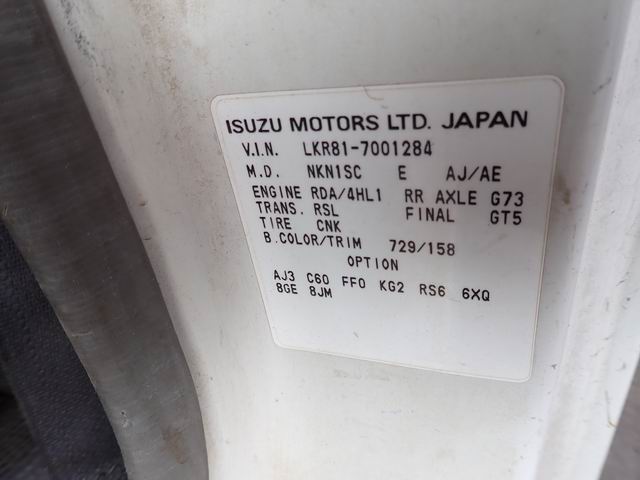 ISUZU MOTORS LTD. JAPAN
V.I.N. LKR81-7001284
M.D. NKN1SC E AJ/AE
ENGINE RDA/4HL1 RR AXLE G73
TRANS. RSL FINAL GT5
TIRE CNK
B.COLOR/TRIM 729/158
OPTION
AJ3 C60 FF0 KG2 RS6 6XQ
8GE 8JM